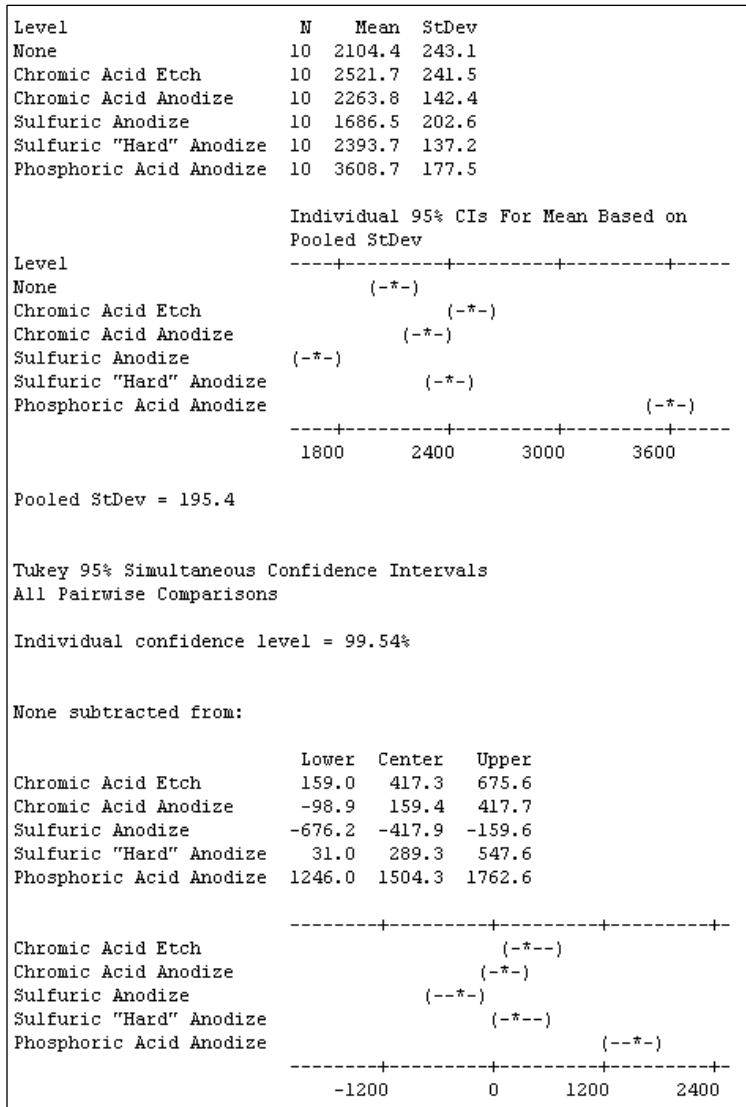 Level                    N    Mean  StDev
None                    10  2104.4  243.1
Chromic Acid Etch       10  2521.7  241.5
Chromic Acid Anodize    10  2263.8  142.4
Sulfuric Anodize        10  1686.5  202.6
Sulfuric "Hard" Anodize 10  2393.7  137.2
Phosphoric Acid Anodize 10  3608.7  177.5
Individual 95% CIs For Mean Based on
Pooled StDev
Level                   ----+---------+---------+---------+-----
None                           (-*-)
Chromic Acid Etch                     (-*-)
Chromic Acid Anodize              (-*-)
Sulfuric Anodize        (-*-)
Sulfuric "Hard" Anodize             (-*-)
Phosphoric Acid Anodize                                 (-*-)
                        ----+---------+---------+---------+-----
                         1800      2400      3000      3600
Pooled StDev = 195.4
Tukey 95% Simultaneous Confidence Intervals
All Pairwise Comparisons
Individual confidence level = 99.54%
None subtracted from:
                         Lower  Center   Upper
Chromic Acid Etch        159.0   417.3   675.6
Chromic Acid Anodize     -98.9   159.4   417.7
Sulfuric Anodize        -676.2  -417.9  -159.6
Sulfuric "Hard" Anodize   31.0   289.3   547.6
Phosphoric Acid Anodize 1246.0  1504.3  1762.6
                        --------+---------+---------+---------+-
Chromic Acid Etch                          (-*--)
Chromic Acid Anodize                     (-*-)
Sulfuric Anodize                    (--*-)
Sulfuric "Hard" Anodize                   (-*--)
Phosphoric Acid Anodize                             (--*-)
                        --------+---------+---------+---------+-
                            -1200         0      1200      2400